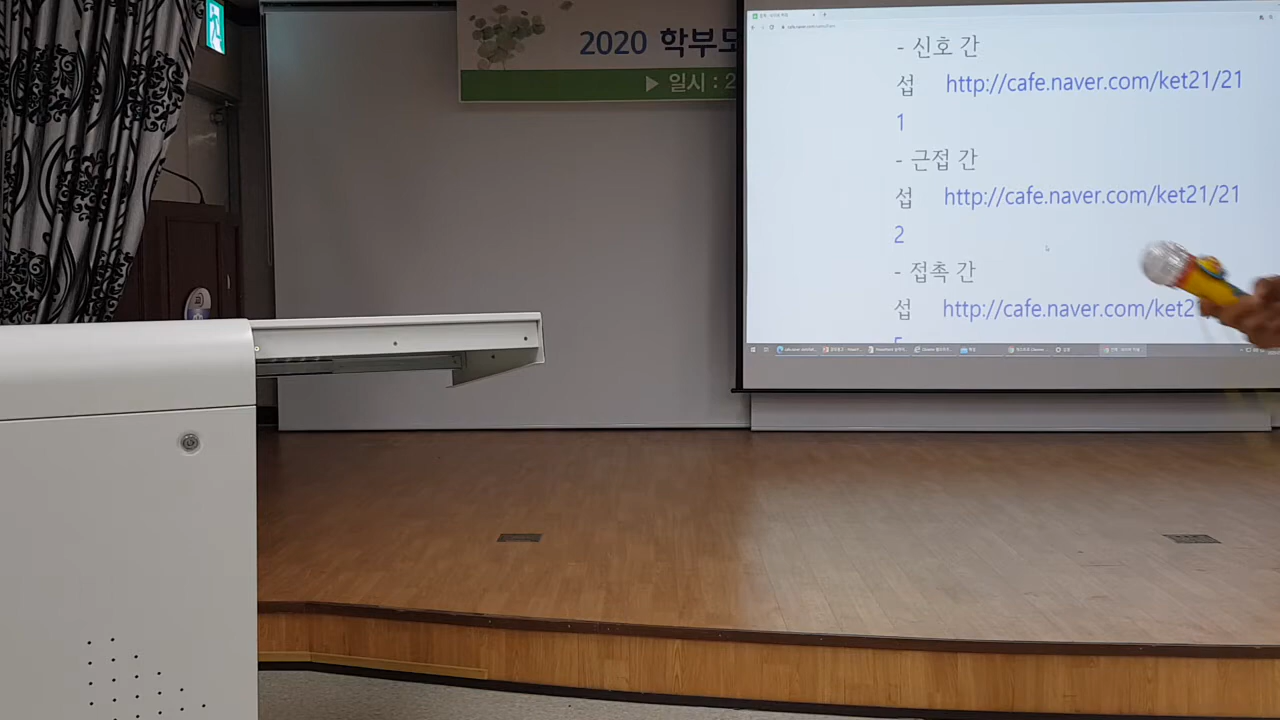 2020 학부모
▶ 일시 : 2
- 신호 간
섭 http://cafe.naver.com/ket21/21
1
- 근접 간
섭 http://cafe.naver.com/ket21/21
2
- 접촉 간
섭 http://cafe.naver.com/ket2